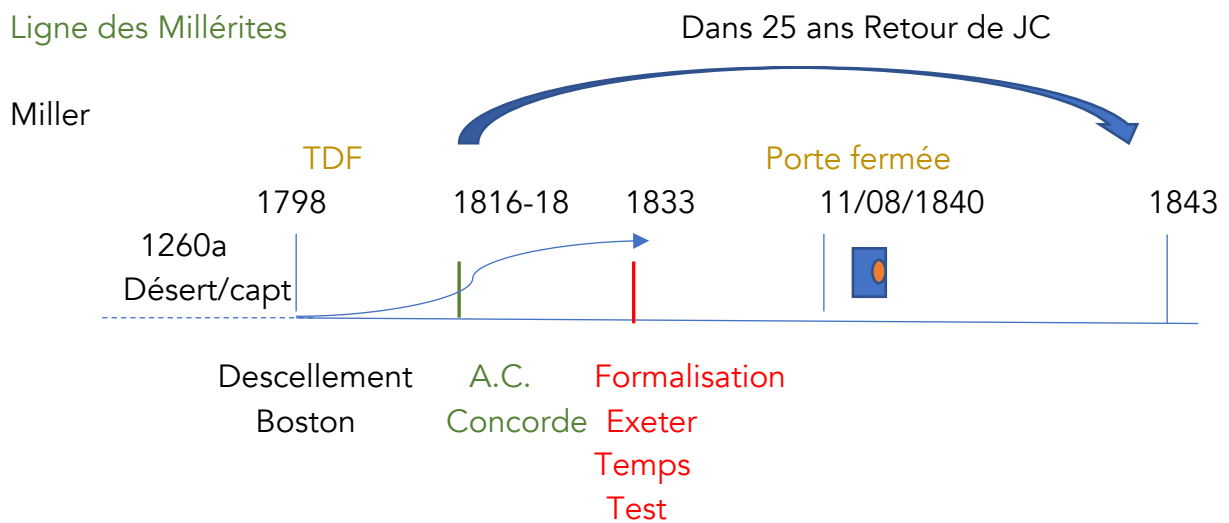 Ligne des Millérites Dans 25 ans Retour de JC
Miller
TDF Porte fermée
1798 1816-18 1833 11/08/1840 1843
1260a
Désert/capt
Descellement A.C. Formalisation
Boston Concorde Exeter
Temps
Test